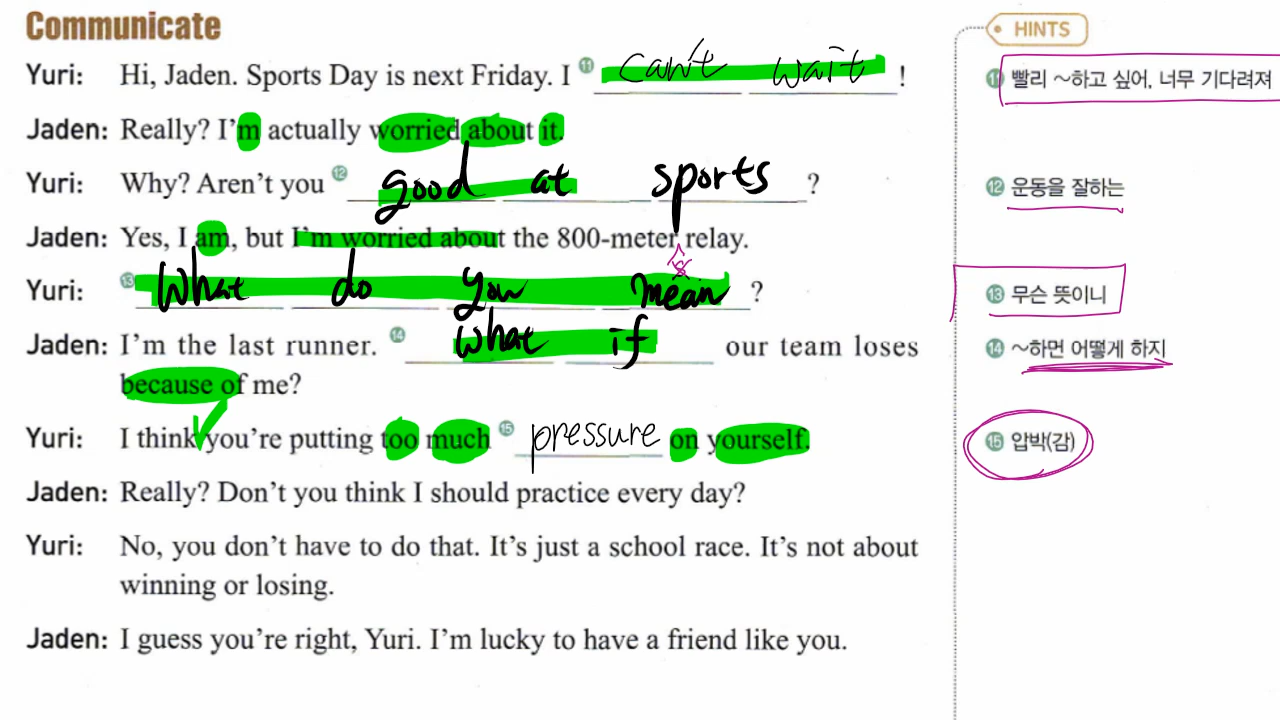 Communicate
HINTS
Yuri: Hi, Jaden. Sports Day is next Friday. I ⑪ can't wait !
⑪ 빨리 ~하고 싶어, 너무 기다려져
Jaden: Really? I'm actually worried about it.
Yuri: Why? Aren't you ⑫ good at sports ?
⑫ 운동을 잘하는
Jaden: Yes, I am, but I'm worried about the 800-meter relay.
Yuri: ⑬ What do you mean ?
⑬ 무슨 뜻이니
Jaden: I'm the last runner. ⑭ what if our team loses
⑭ ~하면 어떻게 하지
because of me?
Yuri: I think you're putting too much ⑮ pressure on yourself.
⑮ 압박(감)
Jaden: Really? Don't you think I should practice every day?
Yuri: No, you don't have to do that. It's just a school race. It's not about
winning or losing.
Jaden: I guess you're right, Yuri. I'm lucky to have a friend like you.